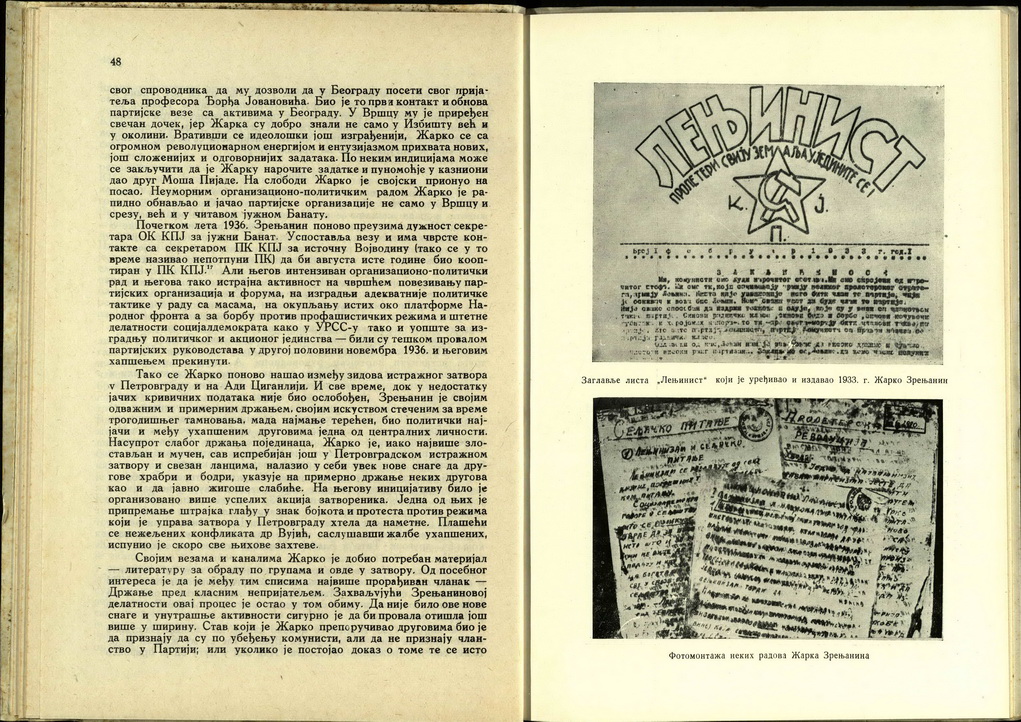 48
свог спроводника да му дозволи да у Београду посети свог прија-
теља професора Ђорђа Јовановића. Био је то први контакт и обнова
партијске везе са активима у Београду. У Вршцу му је приређен
свечан дочек, јер Жарка су добро знали не само у Избишту већ и
у околини. Вративши се идеолошки још изграђенији, Жарко се са
огромном револуционарном енергијом и ентузијазмом прихвата нових,
још сложенијих и одговорнијих задатака. По неким индицијама може
се закључити да је Жарку нарочите задатке и пуномоће у казниони
дао друг Моша Пијаде. На слободи Жарко је својски прионуо на
посао. Неуморним организационо-политичким радом Жарко је ра-
пидно обнављао и јачао партијске организације не само у Вршцу и
срезу, већ и у читавом јужном Банату.
Почетком лета 1936. Зрењанин поново преузима дужност секре-
тара ОК КПЈ за јужни Банат. Успоставља везу и има чврсте кон-
такте са секретаром ПК КПЈ за источну Војводину (тако се у то
време називао непотпуни ПК) да би августа исте године био кооп-
тиран у ПК КПЈ.¹⁷ Али његов интензиван организационо-политички
рад и његова тако истрајна активност на чвршћем повезивању пар-
тијских организација и форума, на изградњи адекватније политичке
тактике у раду са масама, на окупљању истих око платформе На-
родног фронта а за борбу против профашистичких режима и штетне
делатности социјалдемократа како у УРСС-у тако и уопште за из-
градњу политичког и акционог јединства — били су тешком провалом
партијских руководстава у другој половини новембра 1936. и његовим
хапшењем прекинути.
Тако се Жарко поново нашао између зидова истражног затвора
у Петровграду и на Ади Циганлији. И све време, док у недостатку
јачих кривичних података није био ослобођен, Зрењанин је својим
одважним и примерним држањем, својим искуством стеченим за време
трогодишњег тамновања, мада најмање терећен, био политички нај-
јачи и међу ухапшеним друговима једна од централних личности.
Насупрот слабог држања појединаца, Жарко је, иако највише зло-
стављан и мучен, сав испребијан још у Петровградском истражном
затвору и свезан ланцима, налазио у себи увек нове снаге да дру-
гове храбри и бодри, указује на примерно држање неких другова
као и да јавно жигоше слабиће. На његову иницијативу било је
организовано више успелих акција затвореника. Једна од њих је
припремање штрајка глађу у знак бојкота и протеста против режима
који је управа затвора у Петровграду хтела да наметне. Плашећи
се нежељених конфликата др Вујић, саслушавши жалбе ухапшених,
испунио је скоро све њихове захтеве.
Својим везама и каналима Жарко је добио потребан материјал
— литературу за обраду по групама и овде у затвору. Од посебног
интереса је да је међу тим списима највише прорађиван чланак —
Држање пред класним непријатељем. Захваљујући Зрењаниновој
делатности овај процес је остао у том обиму. Да није било ове нове
снаге и унутрашње активности сигурно је да би провала отишла још
више у ширину. Став који је Жарко препоручивао друговима био је
да признају да су по убеђењу комунисти, али да не признају члан-
ство у Партији; или уколико је постојао доказ о томе те се исто
ЛЕЊИНИСТ
ПРОЛЕТЕРИ СВИЈУ ЗЕМАЉА УЈЕДИНИТЕ СЕ!
К. Ј.
П.
Број 1 фебруар 1933 г. год. I
Заглавље листа „Лењинист“ који је уређивао и издавао 1933. г. Жарко Зрењанин
СЕЉАЧКО ПИТАЊЕ
ЛЕЊИНИЗАМ И СЕЉАЧКО
ПИТАЊЕ
Фотомонтажа неких радова Жарка Зрењанина